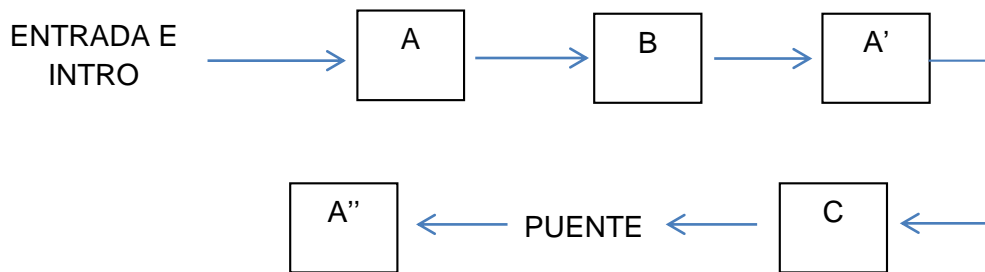 ENTRADA E
INTRO
A
B
A’
A’’
PUENTE
C